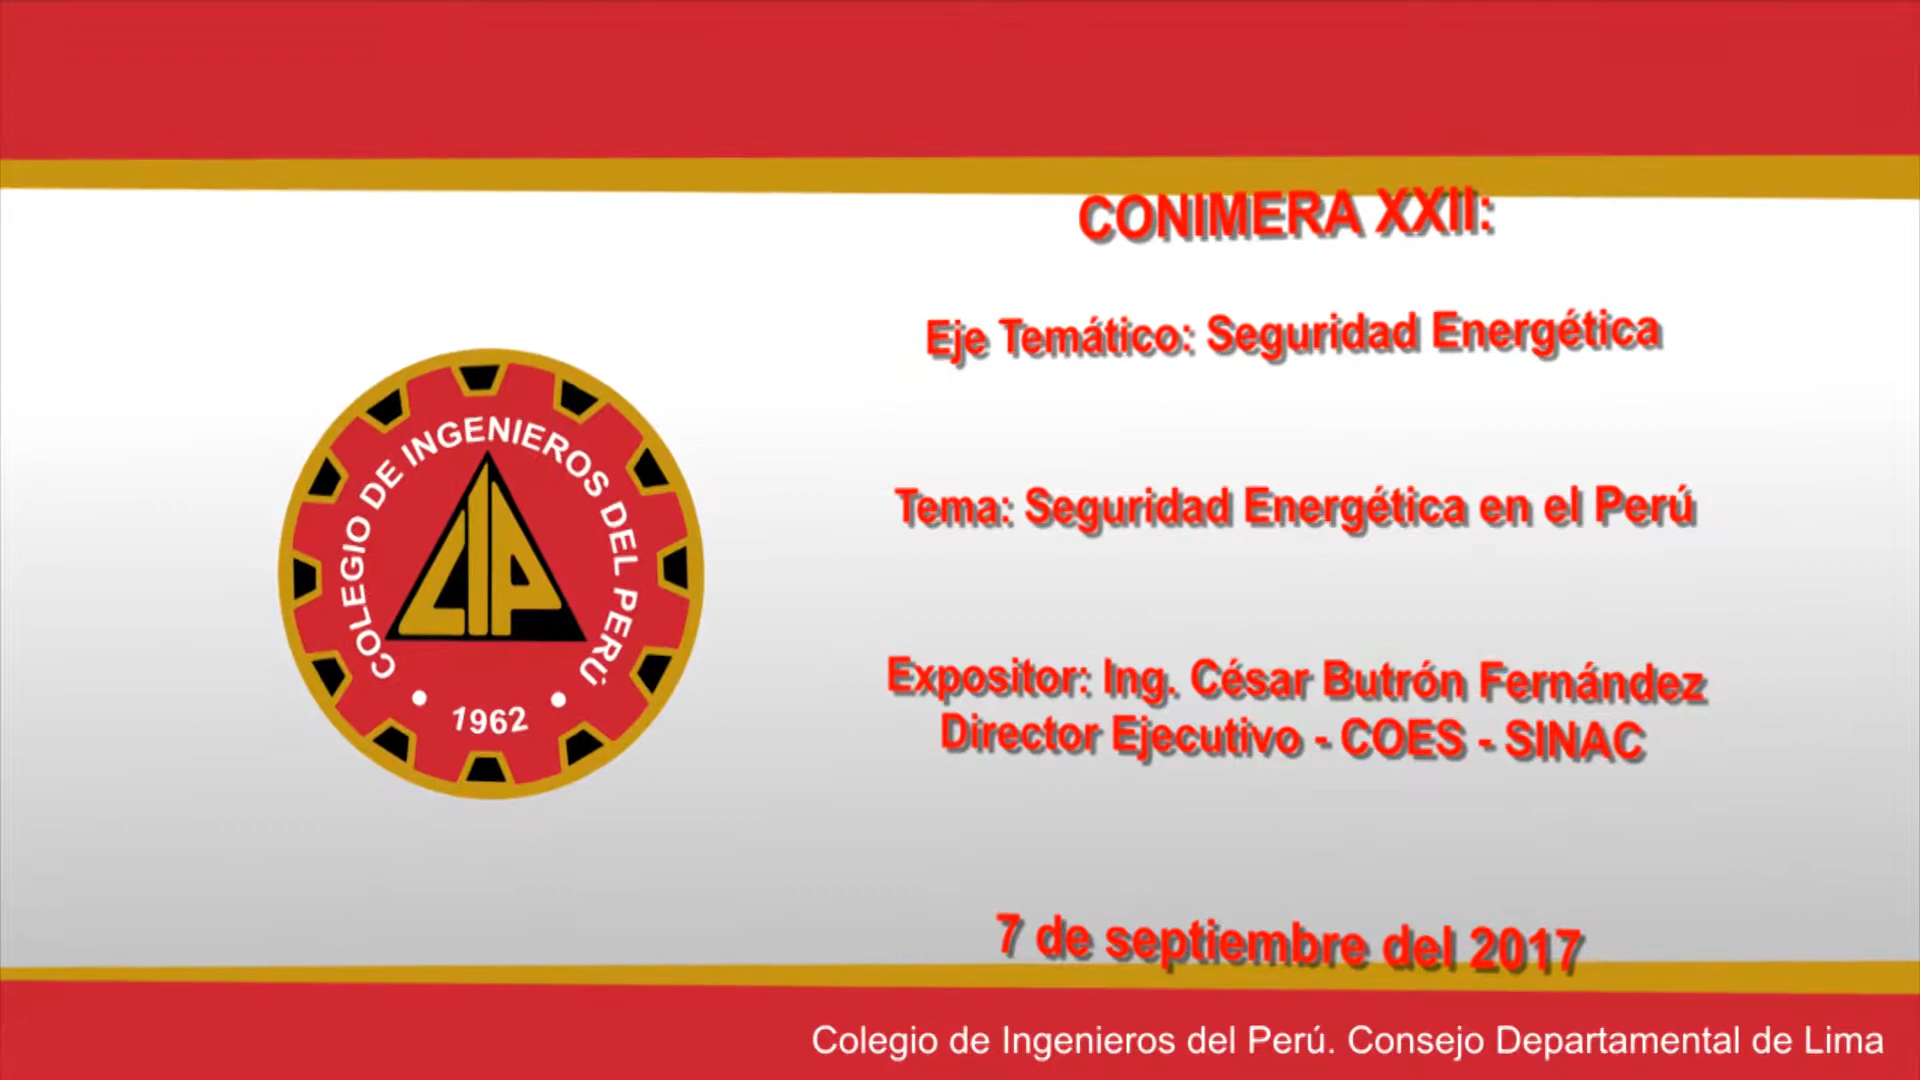 CONIMERA XXII:
Eje Temático: Seguridad Energética
Tema: Seguridad Energética en el Perú
Expositor: Ing. César Butrón Fernández
Director Ejecutivo - COES - SINAC
7 de septiembre del 2017
COLEGIO DE INGENIEROS DEL PERÚ
CIP
• 1962 •
Colegio de Ingenieros del Perú. Consejo Departamental de Lima